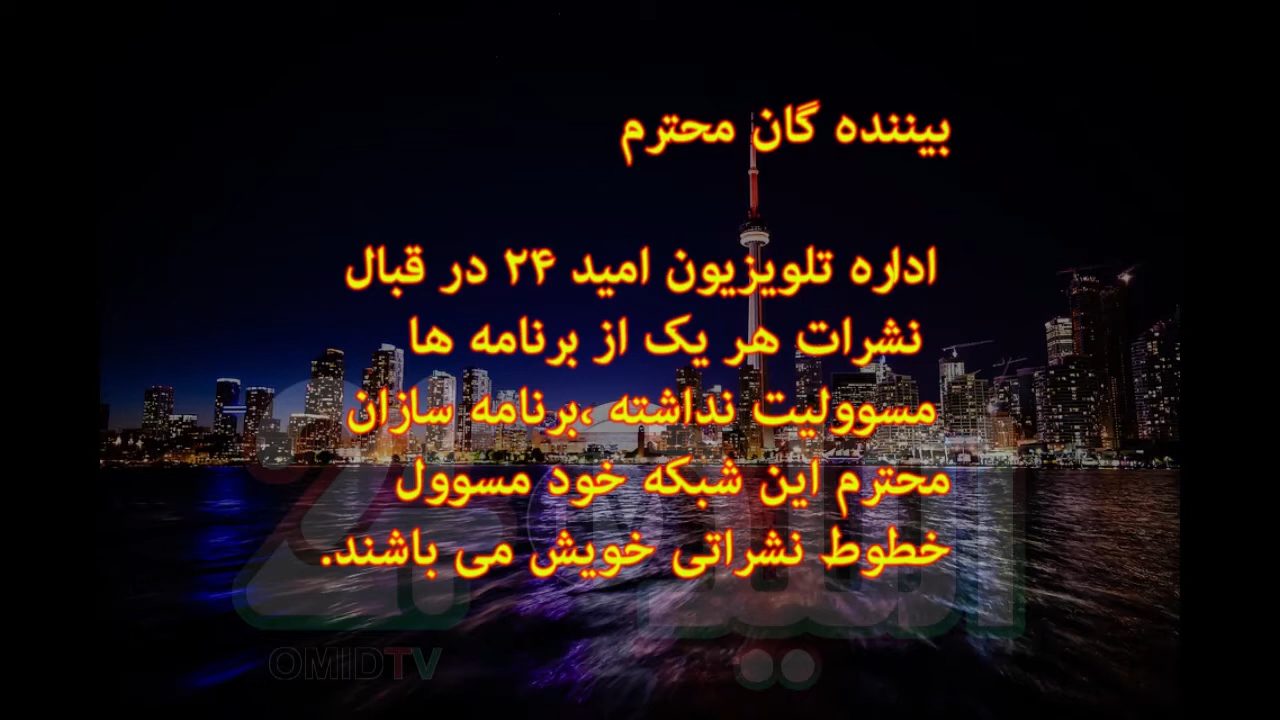 بیننده گان محترم
اداره تلویزیون امید ۲۴ در قبال
نشرات هر یک از برنامه ها
مسوولیت نداشته ،برنامه سازان
محترم این شبکه خود مسوول
خطوط نشراتی خویش می باشند.
امید
OMIDTV